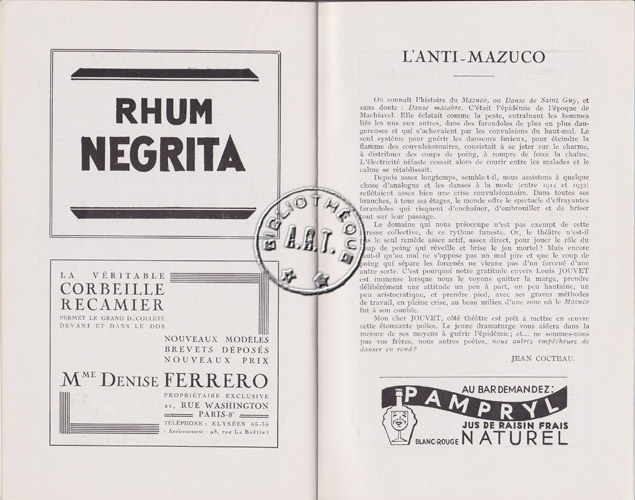 RHUM
NEGRITA
LA VÉRITABLE
CORBEILLE
RECAMIER
PERMET LE GRAND DÉCOLLETÉ
DEVANT ET DANS LE DOS
NOUVEAUX MODELES
BREVETS DÉPOSÉS
NOUVEAUX PRIX
MME DENISE FERRERO
PROPRIÉTAIRE EXCLUSIVE
21, RUE WASHINGTON
PARIS-8e
TÉLÉPHONE : ELYSÉES 65-36
(Anciennement : 98, rue La Boëtie)
BIBLIOTHÈQUE
A.R.T.
L'ANTI-MAZUCO
On connaît l'histoire du Mazuco, ou Danse de Saint Guy, et
sans doute : Danse macabre. C'était l'épidémie de l'époque de
Machiavel. Elle éclatait comme la peste, entraînant les hommes
liés les uns aux autres, dans des farandoles de plus en plus dan-
gereuses et qui s'achevaient par les convulsions du haut-mal. Le
seul système pour guérir les danseurs furieux, pour éteindre la
flamme des convulsionnaires, consistait à se jeter sur le charme,
à distribuer des coups de poing, à rompre de force la chaîne.
L'électricité néfaste cessait alors de courir entre les malades et le
calme se rétablissait.
Depuis assez longtemps, semble-t-il, nous assistons à quelque
chose d'analogue et les danses à la mode (entre 1914 et 1932)
reflétaient assez bien une crise convulsionnaire. Dans toutes ses
branches, à tous ses étages, le monde offre le spectacle d'effrayantes
farandoles qui risquent d'enchaîner, d'embrouiller et de briser
tout sur leur passage.
Le domaine qui nous préoccupe n'est pas exempt de cette
ivresse collective, de ce rythme funeste. Or, le théâtre n'est-il
pas le seul remède assez actif, assez direct, pour jouer le rôle du
coup de poing qui réveille et brise le jeu mortel ? Mais encore
faut-il qu'au mal ne s'oppose pas un mal pire et que le coup de
poing qui sépare les forcenés ne vienne pas d'un forcené d'une
autre sorte. C'est pourquoi notre gratitude envers Louis JOUVET
est immense lorsque nous le voyons quitter la marge, prendre
délibérément une attitude un peu à part, un peu hautaine, un
peu aristocratique, et prendre pied, avec ses graves méthodes
de travail, en pleine crise, au beau milieu d'une zone où le Mazuco
fut à son comble.
Mon cher JOUVET, côté théâtre est prêt à mettre en œuvre
cette étonnante police. Le jeune dramaturge vous aidera dans la
mesure de ses moyens à guérir l'épidémie ; et... ne sommes-nous
pas vos frères, nous autres poètes, nous autres empêcheurs de
danser en rond ?
JEAN COCTEAU.
AU BAR DEMANDEZ:
PAMPRYL
JUS DE RAISIN FRAIS
BLANC-ROUGE NATUREL